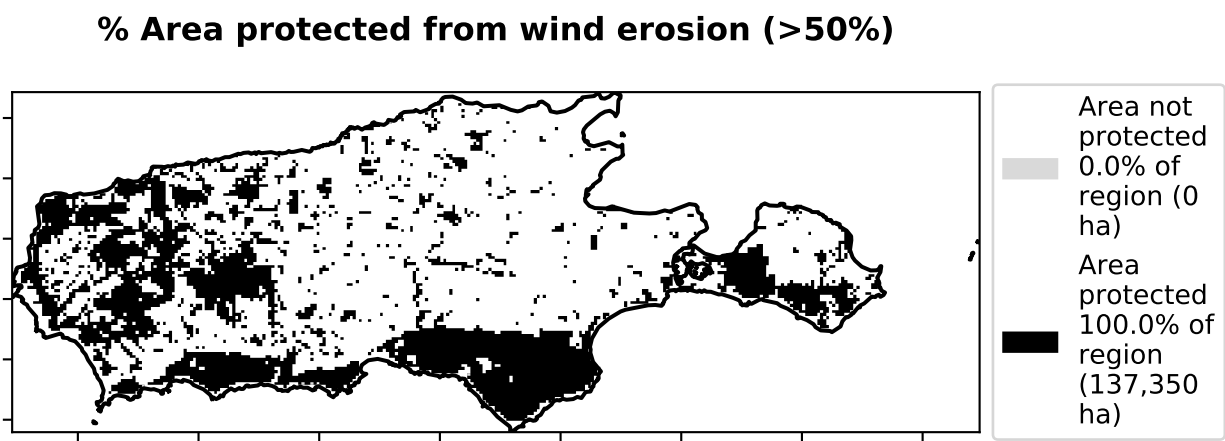 % Area protected from wind erosion (>50%)
Area not
protected
0.0% of
region (0
ha)
Area
protected
100.0% of
region
(137,350
ha)